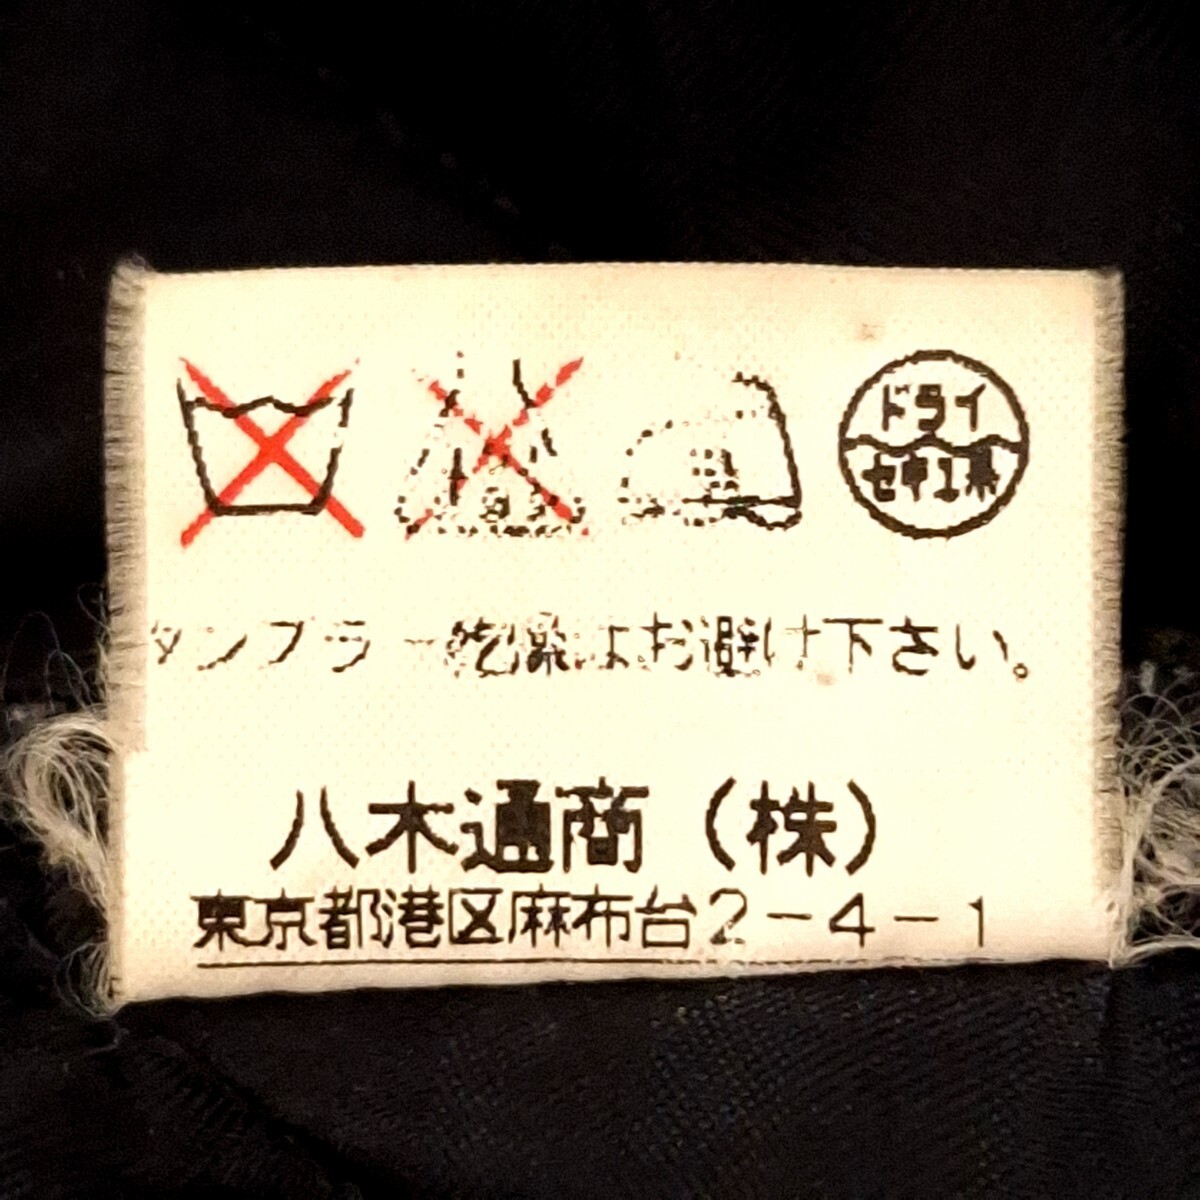 ドライ
セキユ系
タンブラー乾燥はお避け下さい。
八木通商（株）
東京都港区麻布台2-4-1